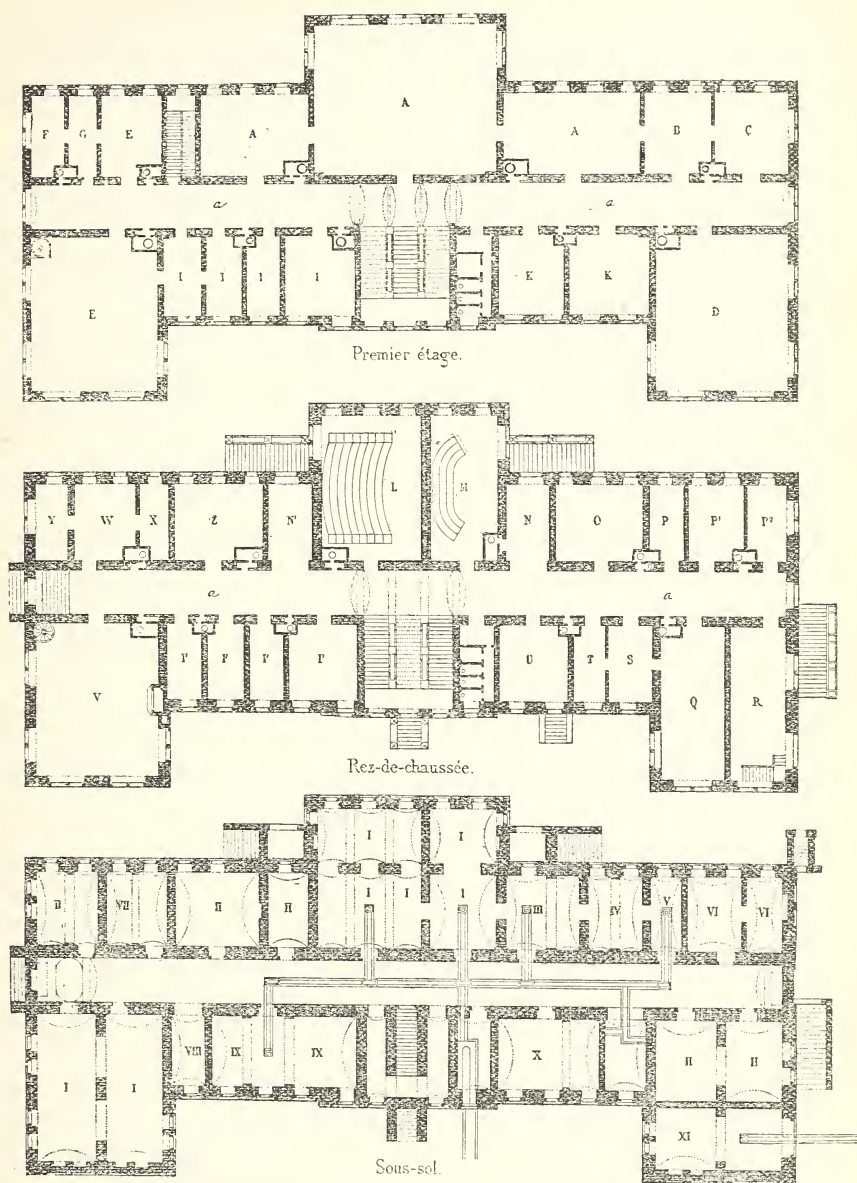 A
F G E A A B C
a a
E I I I I K K D
Premier étage.
L M
Y W X Z N' N O P P' P²
a a
V I' I' I' I' U T S Q R
Rez-de-chaussée.
I I
II VII II II I I I III IV V VI VI
I I VIII IX IX X II II
XI
Sous-sol.